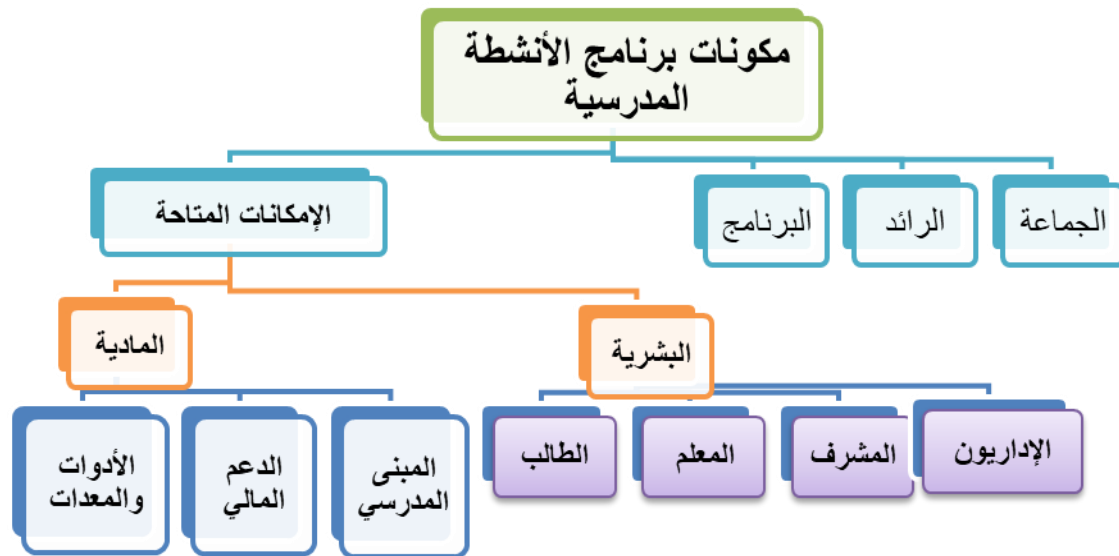 مكونات برنامج الأنشطة
المدرسية
الجماعة
الرائد
البرنامج
الإمكانات المتاحة
البشرية
المادية
الإداريون
المشرف
المعلم
الطالب
المبنى
المدرسي
الدعم
المالي
الأدوات
والمعدات